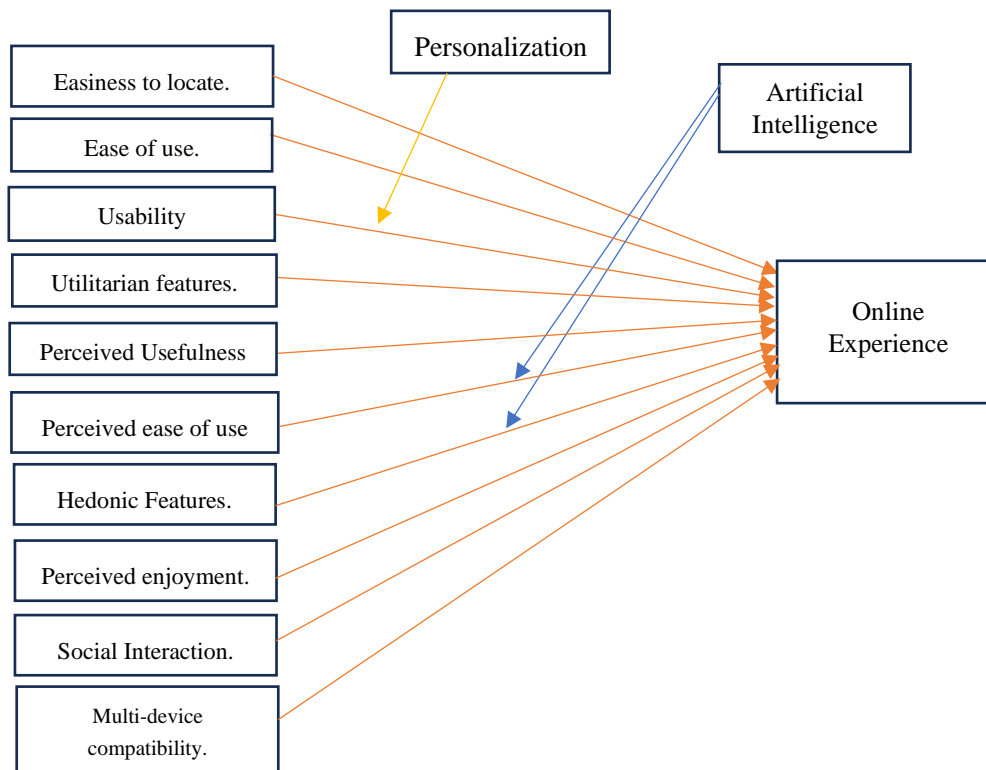 Personalization
Easiness to locate.
Artificial
Intelligence
Ease of use.
Usability
Utilitarian features.
Online
Experience
Perceived Usefulness
Perceived ease of use
Hedonic Features.
Perceived enjoyment.
Social Interaction.
Multi-device
compatibility.